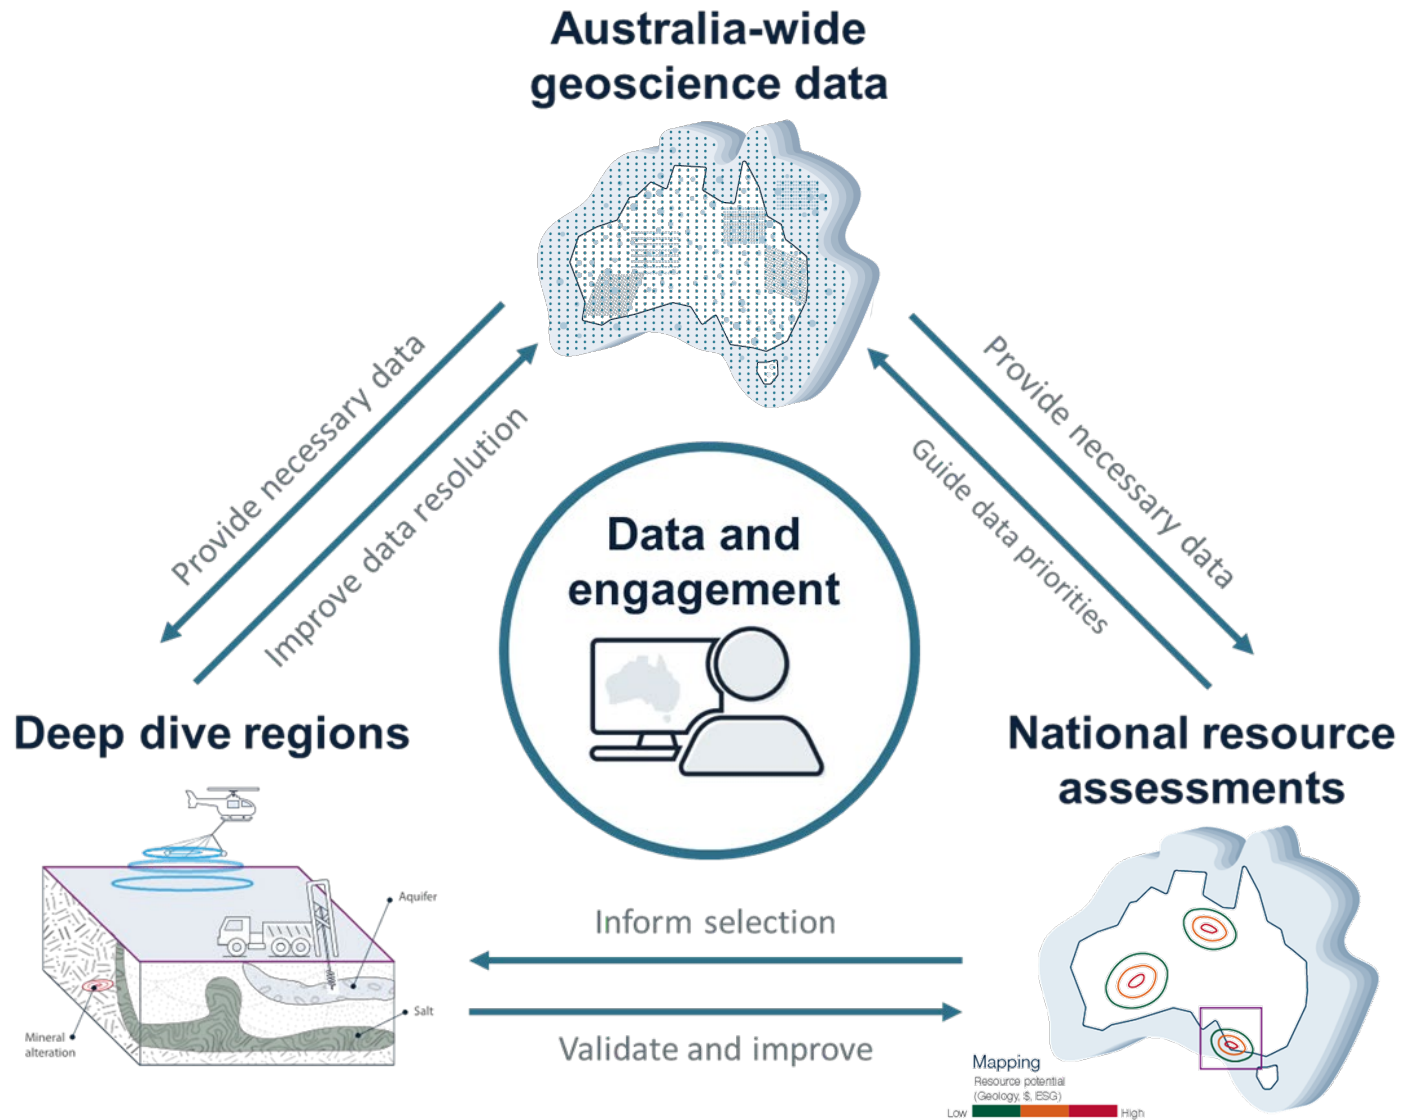 Australia-wide
geoscience data
Provide necessary data
Improve data resolution
Provide necessary data
Guide data priorities
Data and
engagement
Deep dive regions
National resource
assessments
Aquifer
Salt
Mineral
alteration
Inform selection
Validate and improve
Mapping
Resource potential
(Geology, $, ESG)
Low High